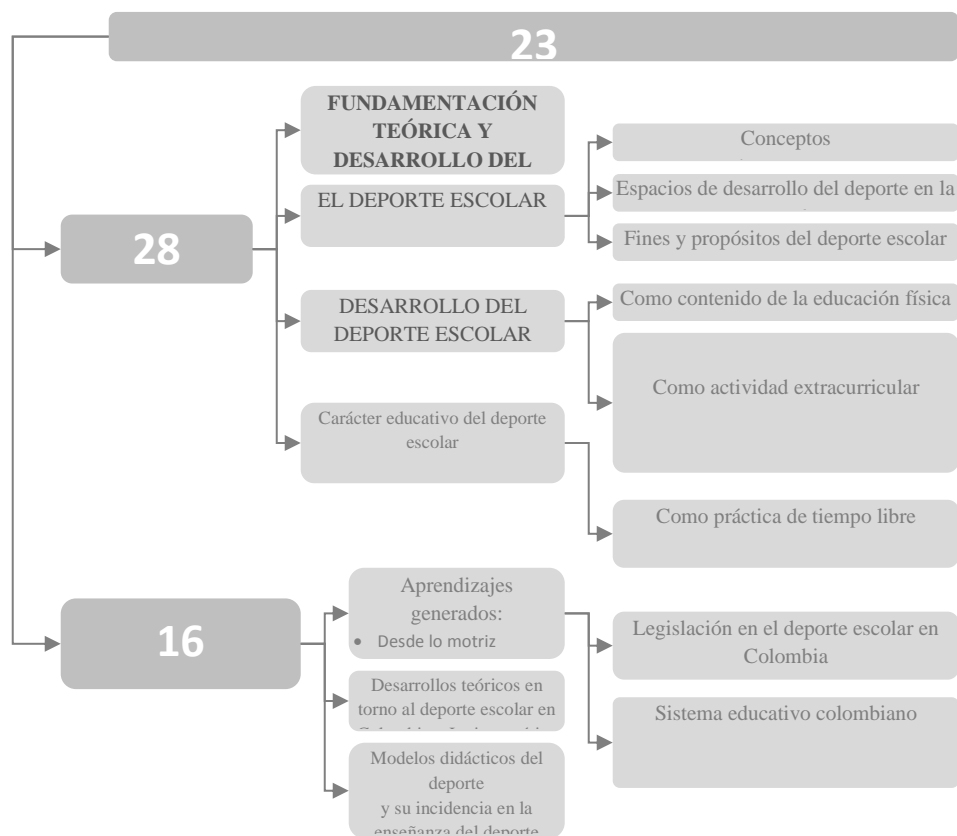 23
FUNDAMENTACIÓN
TEÓRICA Y
DESARROLLO DEL
Conceptos
EL DEPORTE ESCOLAR
Espacios de desarrollo del deporte en la
28
Fines y propósitos del deporte escolar
DESARROLLO DEL
DEPORTE ESCOLAR
Como contenido de la educación física
Como actividad extracurricular
Carácter educativo del deporte
escolar
Como práctica de tiempo libre
16
Aprendizajes
generados:
• Desde lo motriz
Legislación en el deporte escolar en
Colombia
Desarrollos teóricos en
torno al deporte escolar en
Sistema educativo colombiano
Modelos didácticos del
deporte
y su incidencia en la
enseñanza del deporte